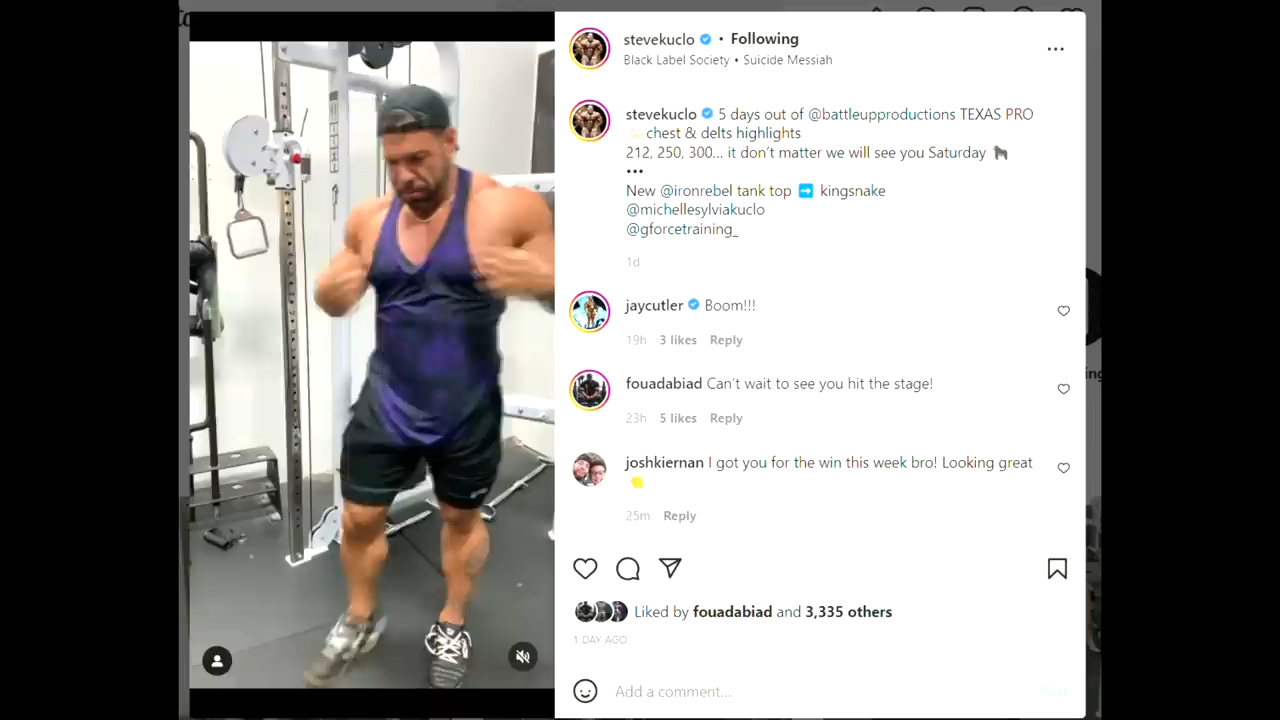 stevekuclo • Following
Black Label Society • Suicide Messiah
stevekuclo 5 days out of @battleupproductions TEXAS PRO
chest & delts highlights
212, 250, 300... it don't matter we will see you Saturday
•••
New @ironrebel tank top ➡️ kingsnake
@michellesylviakuclo
@gforcetraining_
1d
jaycutler Boom!!!
19h 3 likes Reply
fouadabiad Can't wait to see you hit the stage!
23h 5 likes Reply
joshkiernan I got you for the win this week bro! Looking great
25m Reply
Liked by fouadabiad and 3,335 others
1 DAY AGO
Add a comment...
Post